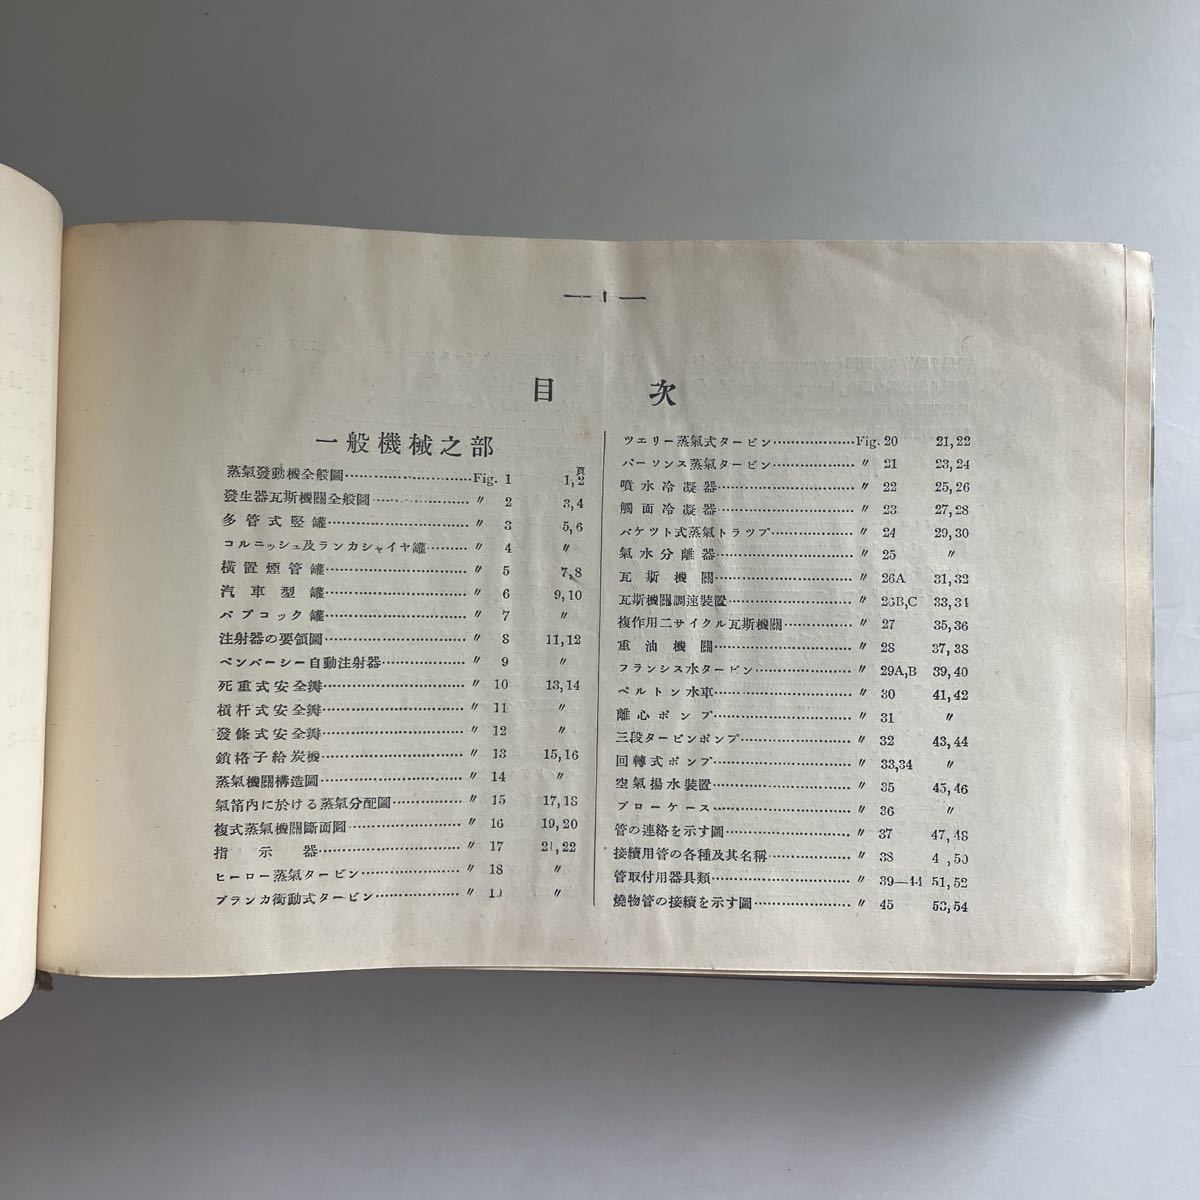 — 1 —
目次
一般機械之部
頁
蒸氣發動機全般圖…………………Fig. 1 1,2
發生器瓦斯機關全般圖……………〃 2 3,4
多管式竪罐…………………………〃 3 5,6
コルニッシュ及ランカシャイヤ罐………〃 4 〃
橫置煙管罐…………………………〃 5 7,8
汽車型罐……………………………〃 6 9,10
バブコック罐…………………………〃 7 〃
注射器の要領圖……………………〃 8 11,12
ペンバーシー自動注射器………………〃 9 〃
死重式安全瓣………………………〃 10 13,14
槓杆式安全瓣………………………〃 11 〃
發條式安全瓣………………………〃 12 〃
鎖格子給炭機………………………〃 13 15,16
蒸氣機關構造圖……………………〃 14 〃
氣筩內に於ける蒸氣分配圖…………〃 15 17,18
複式蒸氣機關斷面圖………………〃 16 19,20
指示器………………………………〃 17 21,22
ヒーロー蒸氣タービン…………………〃 18 〃
ブランカ衝動式タービン………………〃 〃
ツエリー蒸氣式タービン………………Fig. 20 21,22
パーソンス蒸氣タービン………………〃 21 23,24
噴水冷凝器…………………………〃 22 25,26
觸面冷凝器…………………………〃 23 27,28
バケツト式蒸氣トラツプ………………〃 24 29,30
氣水分離器…………………………〃 25 〃
瓦斯機關……………………………〃 26A 31,32
瓦斯機關調速裝置…………………〃 26B,C 33,34
複作用二サイクル瓦斯機關…………〃 27 35,36
重油機關……………………………〃 28 37,38
フランシス水タービン…………………〃 29A,B 39,40
ペルトン水車…………………………〃 30 41,42
離心ポンプ…………………………〃 31 〃
三段タービンポンプ…………………〃 32 43,44
回轉式ポンプ………………………〃 33,34 〃
空氣揚水裝置………………………〃 35 45,46
ブローケース…………………………〃 36 〃
管の連絡を示す圖…………………〃 37 47,48
接續用管の各種及其名稱…………〃 38 4 ,50
管取付用器具類……………………〃 39—44 51,52
燒物管の接續を示す圖……………〃 45 53,54